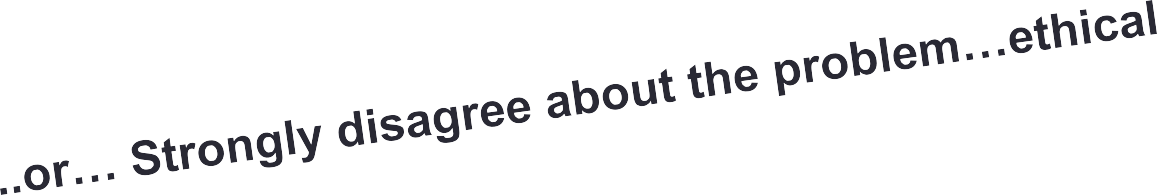 ..or… Strongly disagree about the problem…ethical